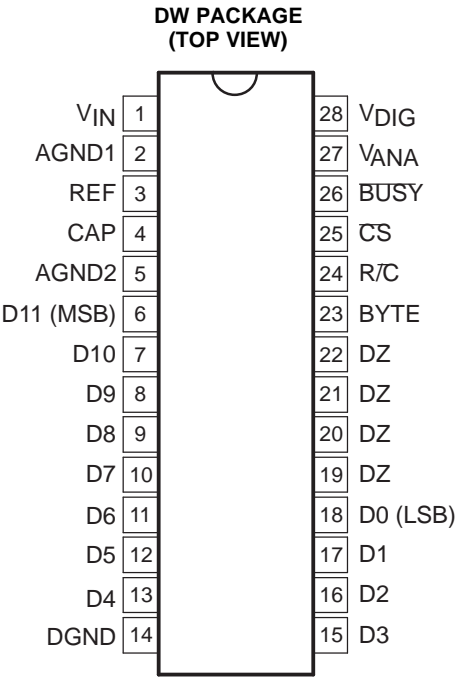 DW PACKAGE
(TOP VIEW)
VIN 1 28 VDIG
AGND1 2 27 VANA
REF 3 26 B̅U̅S̅Y̅
CAP 4 25 C̅S̅
AGND2 5 24 R/C̅
D11 (MSB) 6 23 BYTE
D10 7 22 DZ
D9 8 21 DZ
D8 9 20 DZ
D7 10 19 DZ
D6 11 18 D0 (LSB)
D5 12 17 D1
D4 13 16 D2
DGND 14 15 D3